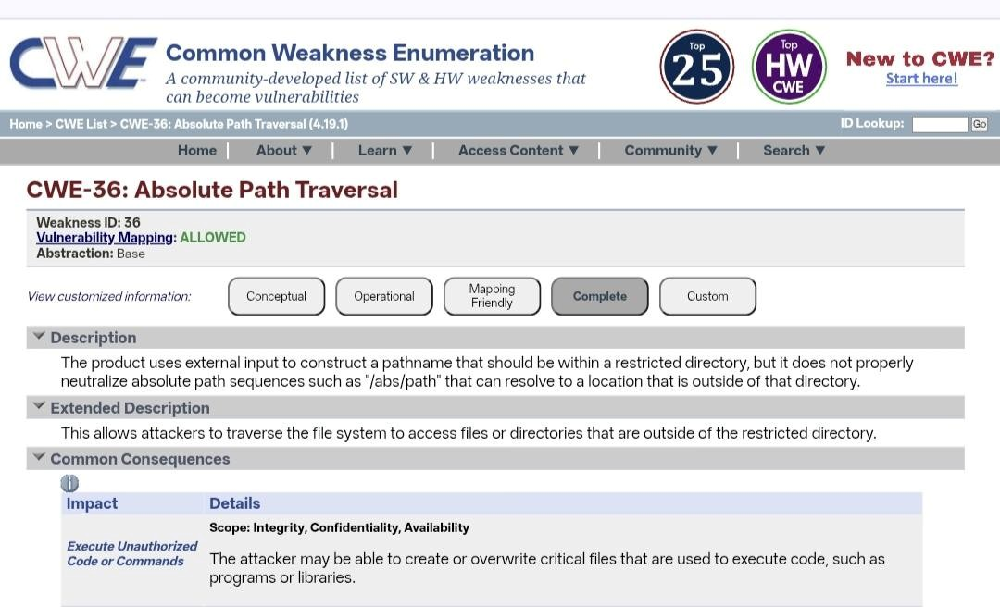 CWE
Common Weakness Enumeration
A community-developed list of SW & HW weaknesses that
can become vulnerabilities
Top
25
Top
HW
CWE
New to CWE?
Start here!
Home > CWE List > CWE-36: Absolute Path Traversal (4.19.1)
ID Lookup:
Go
Home
About ▼
Learn ▼
Access Content ▼
Community ▼
Search ▼
CWE-36: Absolute Path Traversal
Weakness ID: 36
Vulnerability Mapping: ALLOWED
Abstraction: Base
View customized information:
Conceptual
Operational
Mapping
Friendly
Complete
Custom
Description
The product uses external input to construct a pathname that should be within a restricted directory, but it does not properly
neutralize absolute path sequences such as "/abs/path" that can resolve to a location that is outside of that directory.
Extended Description
This allows attackers to traverse the file system to access files or directories that are outside of the restricted directory.
Common Consequences
Impact
Details
Execute Unauthorized
Code or Commands
Scope: Integrity, Confidentiality, Availability
The attacker may be able to create or overwrite critical files that are used to execute code, such as
programs or libraries.